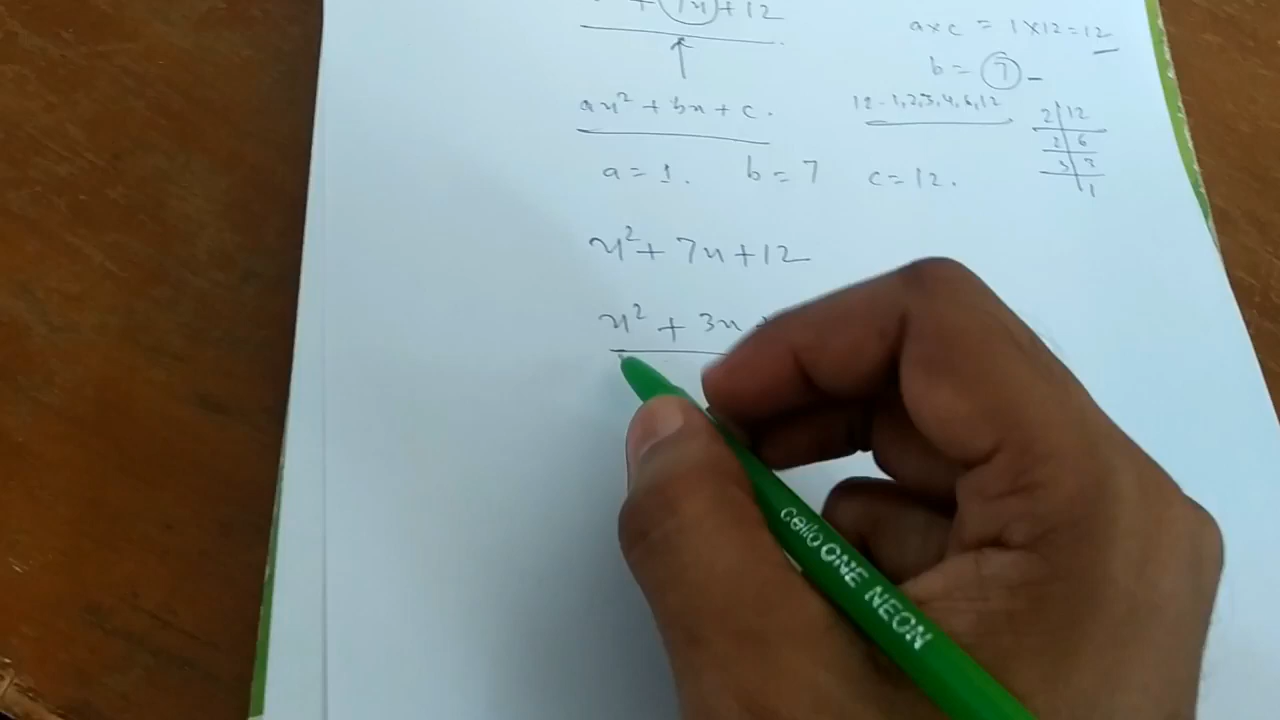 + 7x + 12
a×c = 1×12=12
b = 7
ax² + bx + c.
12 - 1,2,3,4,6,12
2 | 12
2 | 6
3 | 3
1
a = 1. b = 7 c = 12.
x² + 7x + 12
x² + 3x +
cello ONE NEON